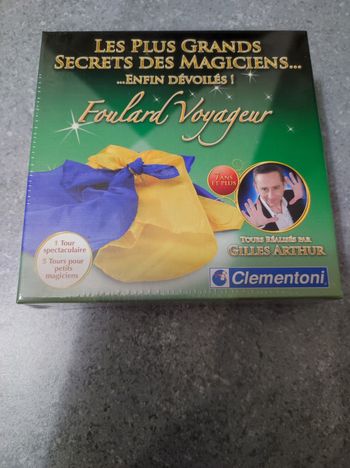 Les Plus Grands
Secrets des Magiciens...
...Enfin dévoilés !
Foulard Voyageur
7 ans
et plus
1 Tour
spectaculaire
5 Tours pour
petits
magiciens
Tours Réalisés par
Gilles Arthur
Clementoni